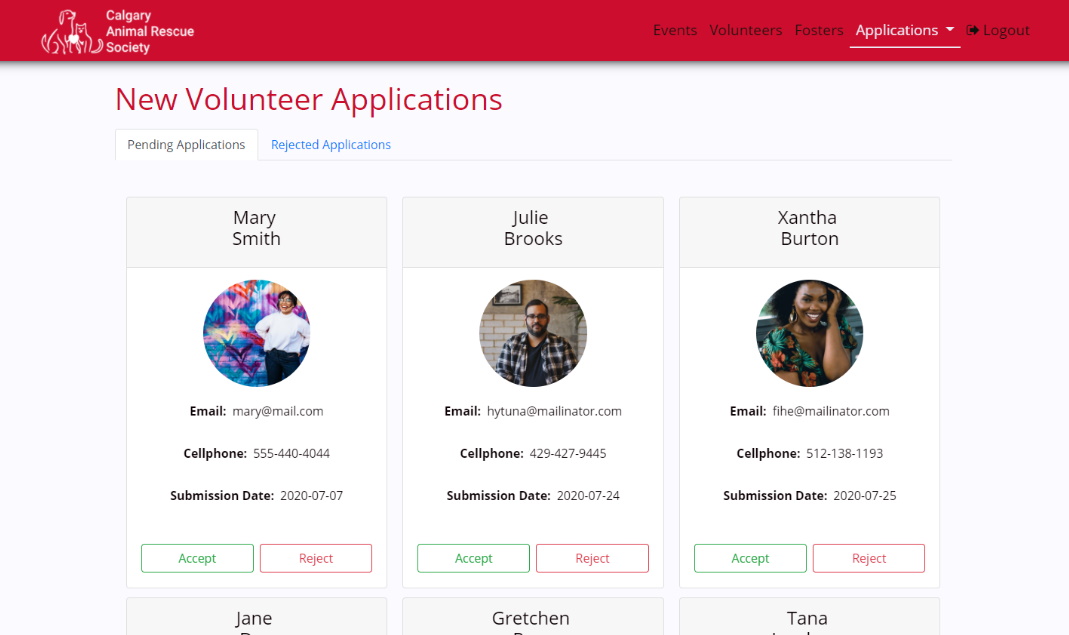 Calgary
Animal Rescue
Society
Events Volunteers Fosters Applications Logout
New Volunteer Applications
Pending Applications Rejected Applications
Mary
Smith
Email: mary@mail.com
Cellphone: 555-440-4044
Submission Date: 2020-07-07
Accept Reject
Julie
Brooks
Email: hytuna@mailinator.com
Cellphone: 429-427-9445
Submission Date: 2020-07-24
Accept Reject
Xantha
Burton
Email: fihe@mailinator.com
Cellphone: 512-138-1193
Submission Date: 2020-07-25
Accept Reject
Jane
Gretchen
Tana